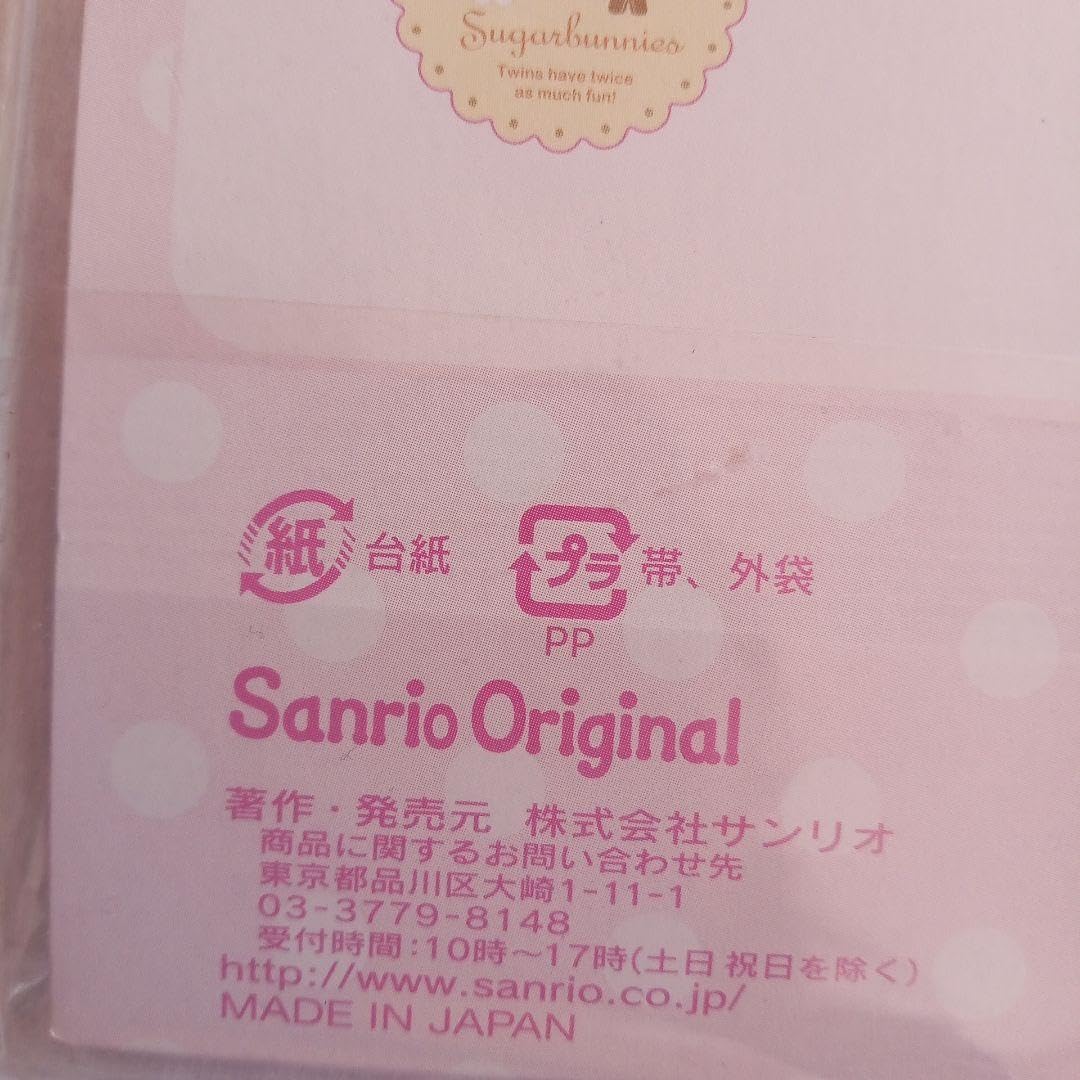 Sugarbunnies
Twins have twice
as much fun!
紙 台紙 プラ 帯、外袋
PP
Sanrio Original
著作・発売元 株式会社サンリオ
商品に関するお問い合わせ先
東京都品川区大崎1-11-1
03-3779-8148
受付時間:10時～17時(土日祝日を除く)
http://www.sanrio.co.jp/
MADE IN JAPAN